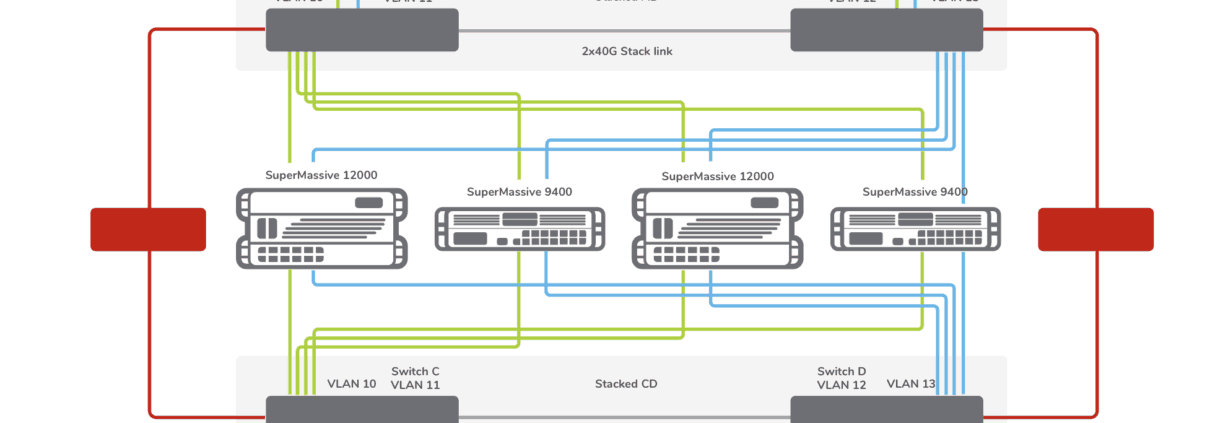 2x40G Stack link
SuperMassive 12000
SuperMassive 9400
SuperMassive 12000
SuperMassive 9400
Switch C
VLAN 10 VLAN 11
Stacked CD
Switch D
VLAN 12 VLAN 13